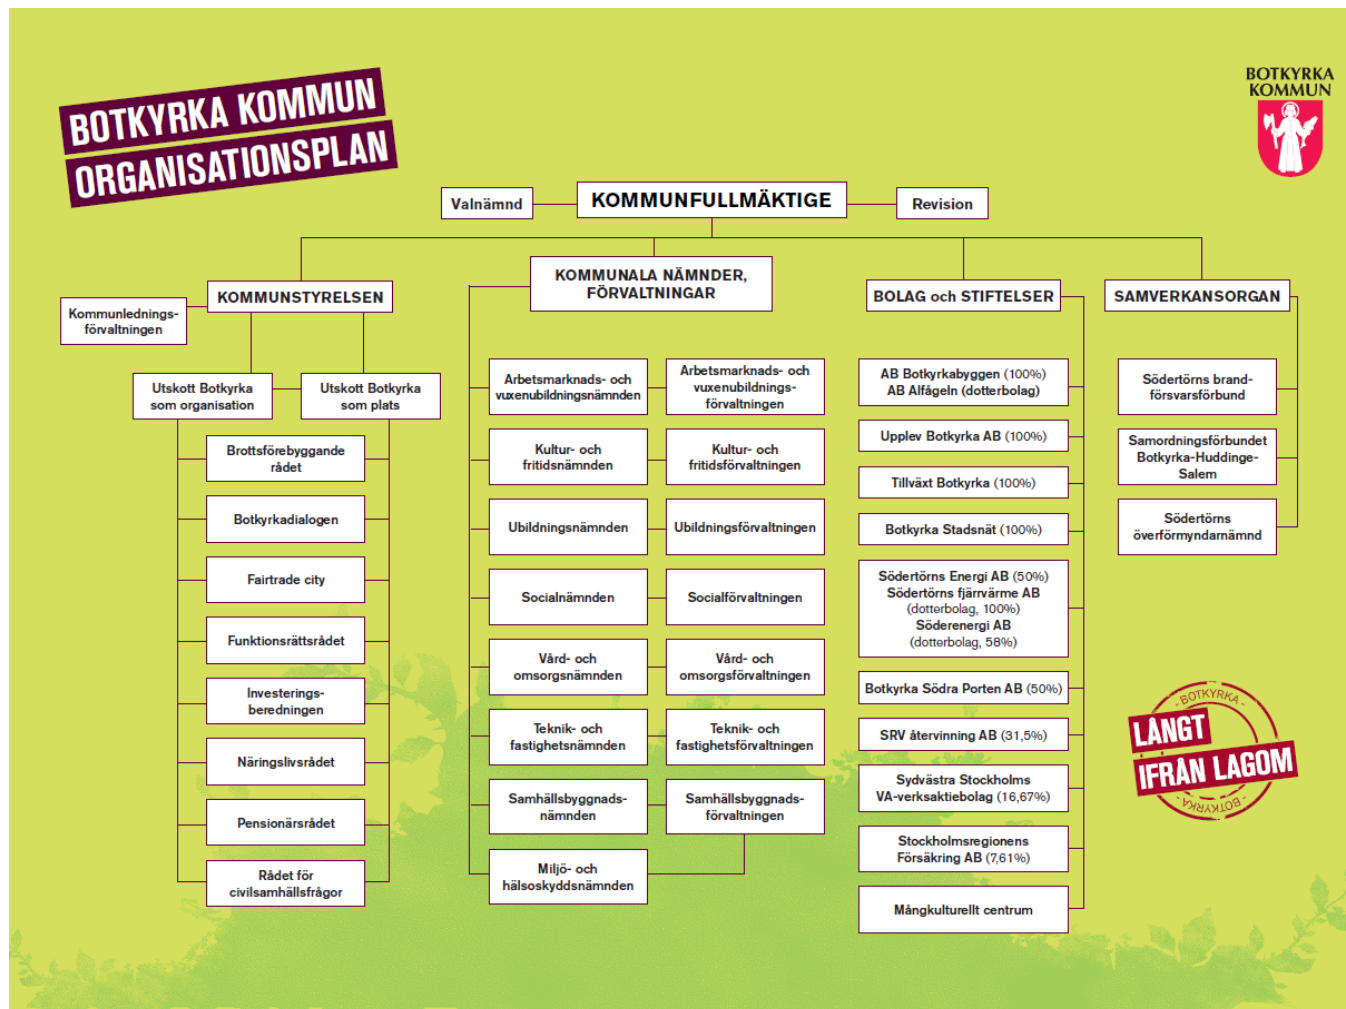 BOTKYRKA KOMMUN
ORGANISATIONSPLAN
BOTKYRKA
KOMMUN
Valnämnd
KOMMUNFULLMÄKTIGE
Revision
KOMMUNSTYRELSEN
Kommunlednings-
förvaltningen
Utskott Botkyrka
som organisation
Utskott Botkyrka
som plats
Brottsförebyggande
rådet
Botkyrkadialogen
Fairtrade city
Funktionsrättsrådet
Investerings-
beredningen
Näringslivsrådet
Pensionärsrådet
Rådet för
civilsamhällsfrågor
KOMMUNALA NÄMNDER,
FÖRVALTNINGAR
Arbetsmarknads- och
vuxenubildningsnämnden
Arbetsmarknads- och
vuxenubildnings-
förvaltningen
Kultur- och
fritidsnämnden
Kultur- och
fritidsförvaltningen
Ubildningsnämnden
Ubildningsförvaltningen
Socialnämnden
Socialförvaltningen
Vård- och
omsorgsnämnden
Vård- och
omsorgsförvaltningen
Teknik- och
fastighetsnämnden
Teknik- och
fastighetsförvaltningen
Samhällsbyggnads-
nämnden
Samhällsbyggnads-
förvaltningen
Miljö- och
hälsoskyddsnämnden
BOLAG och STIFTELSER
AB Botkyrkabyggen (100%)
AB Alfågeln (dotterbolag)
Upplev Botkyrka AB (100%)
Tillväxt Botkyrka (100%)
Botkyrka Stadsnät (100%)
Södertörns Energi AB (50%)
Södertörns fjärrvärme AB
(dotterbolag, 100%)
Söderenergi AB
(dotterbolag, 58%)
Botkyrka Södra Porten AB (50%)
SRV återvinning AB (31,5%)
Sydvästra Stockholms
VA-verksaktiebolag (16,67%)
Stockholmsregionens
Försäkring AB (7,61%)
Mångkulturellt centrum
SAMVERKANSORGAN
Södertörns brand-
försvarsförbund
Samordningsförbundet
Botkyrka-Huddinge-
Salem
Södertörns
överförmyndarnämnd
- BOTKYRKA -
LÅNGT
IFRÅN LAGOM
- BOTKYRKA -